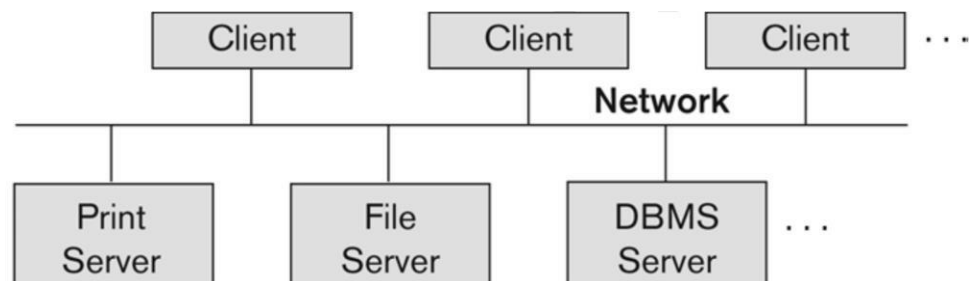 Client Client Client . . .
Network
Print File DBMS . . .
Server Server Server